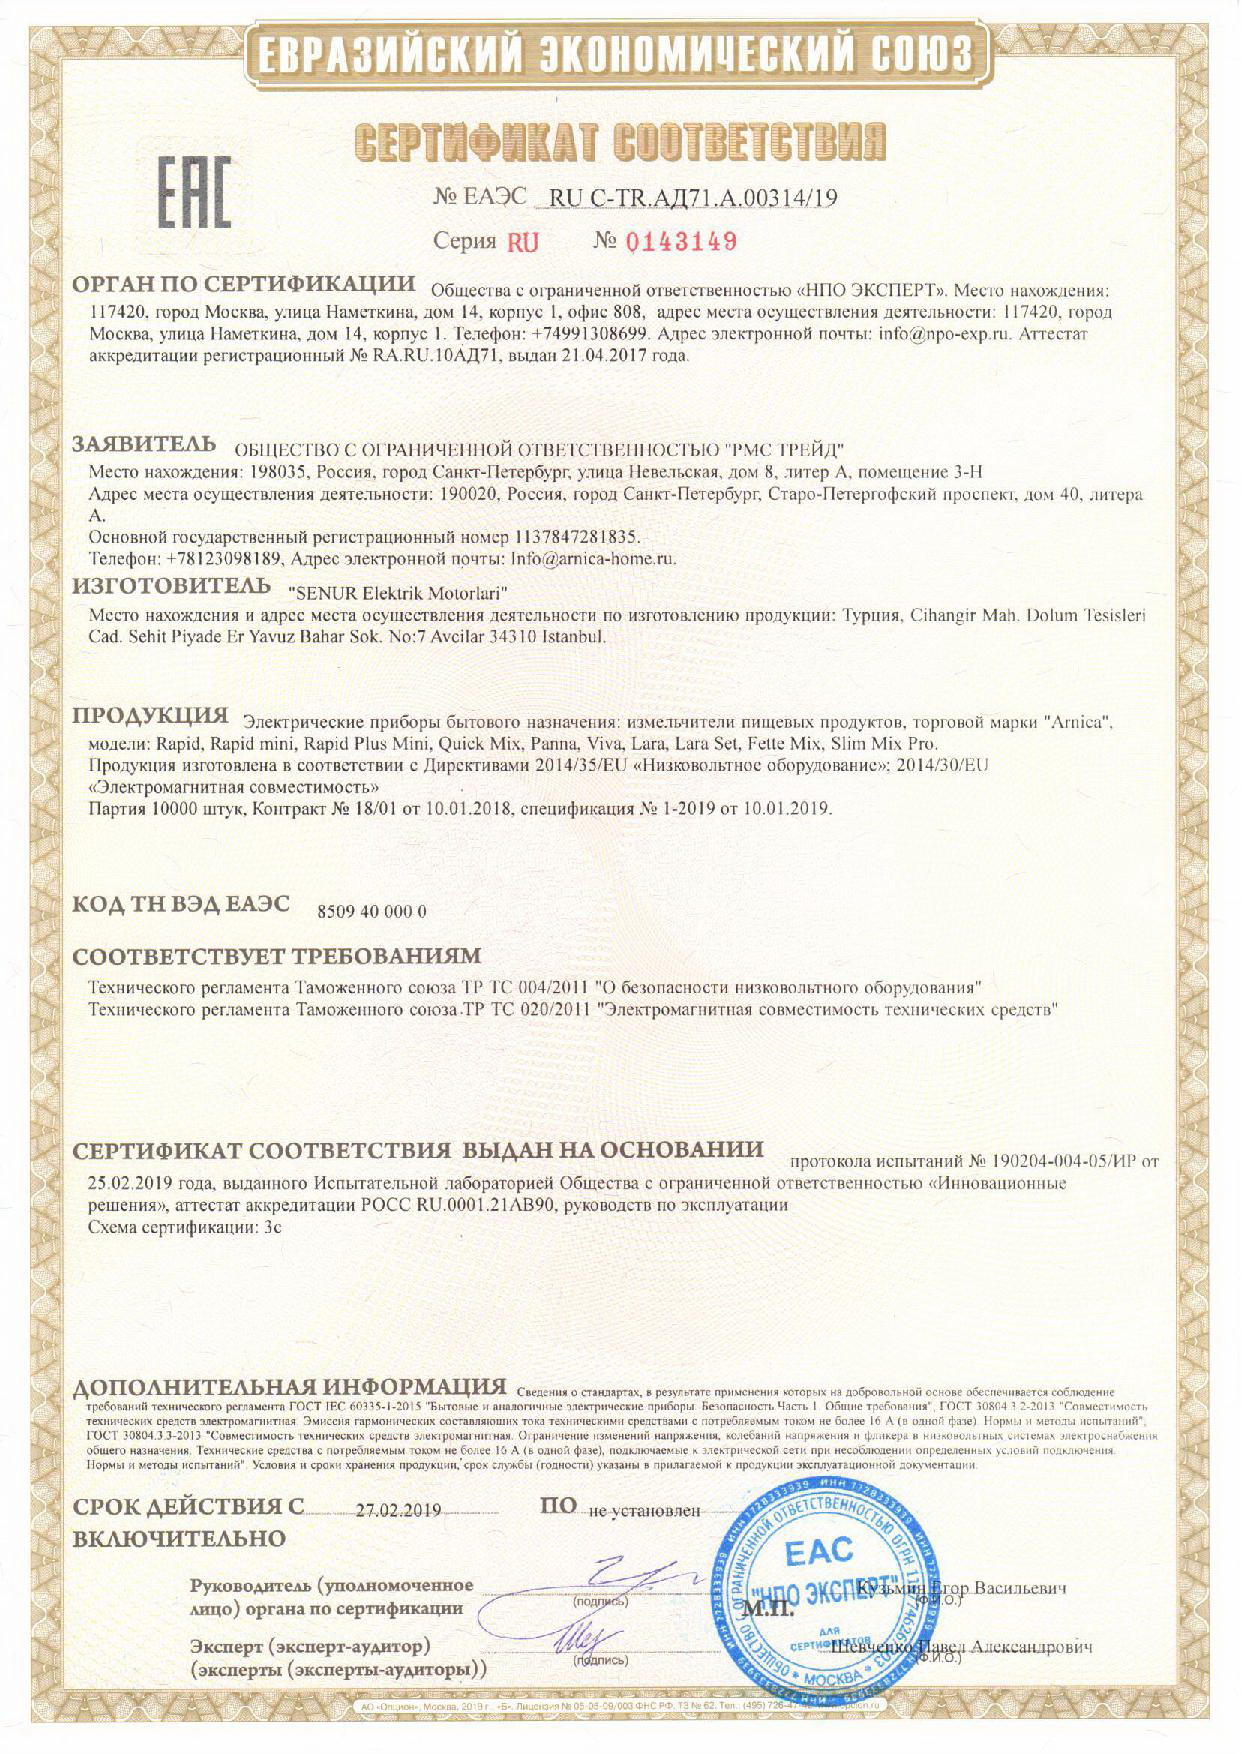 ЕВРАЗИЙСКИЙ ЭКОНОМИЧЕСКИЙ СОЮЗ
СЕРТИФИКАТ СООТВЕТСТВИЯ
EAC
№ ЕАЭС RU C-TR.АД71.А.00314/19
Серия RU № 0143149
ОРГАН ПО СЕРТИФИКАЦИИ Общества с ограниченной ответственностью «НПО ЭКСПЕРТ». Место нахождения:
117420, город Москва, улица Наметкина, дом 14, корпус 1, офис 808, адрес места осуществления деятельности: 117420, город
Москва, улица Наметкина, дом 14, корпус 1. Телефон: +74991308699. Адрес электронной почты: info@npo-exp.ru. Аттестат
аккредитации регистрационный № RA.RU.10АД71, выдан 21.04.2017 года.
ЗАЯВИТЕЛЬ ОБЩЕСТВО С ОГРАНИЧЕННОЙ ОТВЕТСТВЕННОСТЬЮ "РМС ТРЕЙД"
Место нахождения: 198035, Россия, город Санкт-Петербург, улица Невельская, дом 8, литер А, помещение 3-Н
Адрес места осуществления деятельности: 190020, Россия, город Санкт-Петербург, Старо-Петергофский проспект, дом 40, литера
А.
Основной государственный регистрационный номер 1137847281835.
Телефон: +78123098189, Адрес электронной почты: Info@arnica-home.ru.
ИЗГОТОВИТЕЛЬ "SENUR Elektrik Motorlari"
Место нахождения и адрес места осуществления деятельности по изготовлению продукции: Турция, Cihangir Mah. Dolum Tesisleri
Cad. Sehit Piyade Er Yavuz Bahar Sok. No:7 Avcilar 34310 Istanbul.
ПРОДУКЦИЯ Электрические приборы бытового назначения: измельчители пищевых продуктов, торговой марки "Arnica",
модели: Rapid, Rapid mini, Rapid Plus Mini, Quick Mix, Panna, Viva, Lara, Lara Set, Fette Mix, Slim Mix Pro.
Продукция изготовлена в соответствии с Директивами 2014/35/EU «Низковольтное оборудование»; 2014/30/EU
«Электромагнитная совместимость»
Партия 10000 штук, Контракт № 18/01 от 10.01.2018, спецификация № 1-2019 от 10.01.2019.
КОД ТН ВЭД ЕАЭС 8509 40 000 0
СООТВЕТСТВУЕТ ТРЕБОВАНИЯМ
Технического регламента Таможенного союза ТР ТС 004/2011 "О безопасности низковольтного оборудования"
Технического регламента Таможенного союза ТР ТС 020/2011 "Электромагнитная совместимость технических средств"
СЕРТИФИКАТ СООТВЕТСТВИЯ ВЫДАН НА ОСНОВАНИИ протокола испытаний № 190204-004-05/ИР от
25.02.2019 года, выданного Испытательной лабораторией Общества с ограниченной ответственностью «Инновационные
решения», аттестат аккредитации РОСС RU.0001.21АВ90, руководств по эксплуатации
Схема сертификации: 3с
ДОПОЛНИТЕЛЬНАЯ ИНФОРМАЦИЯ Сведения о стандартах, в результате применения которых на добровольной основе обеспечивается соблюдение
требований технического регламента ГОСТ IEC 60335-1-2015 "Бытовые и аналогичные электрические приборы. Безопасность Часть 1. Общие требования", ГОСТ 30804.3.2-2013 "Совместимость
технических средств электромагнитная. Эмиссия гармонических составляющих тока техническими средствами с потребляемым током не более 16 А (в одной фазе). Нормы и методы испытаний",
ГОСТ 30804.3.3-2013 "Совместимость технических средств электромагнитная. Ограничение изменений напряжения, колебаний напряжения и фликера в низковольтных системах электроснабжения
общего назначения. Технические средства с потребляемым током не более 16 А (в одной фазе), подключаемые к электрической сети при несоблюдении определенных условий подключения.
Нормы и методы испытаний". Условия и сроки хранения продукции, срок службы (годности) указаны в прилагаемой к продукции эксплуатационной документации.
СРОК ДЕЙСТВИЯ С 27.02.2019 ПО не установлен
ВКЛЮЧИТЕЛЬНО
Руководитель (уполномоченное
лицо) органа по сертификации
(подпись)
М.П.
Кузьмин Егор Васильевич
(Ф.И.О.)
Эксперт (эксперт-аудитор)
(эксперты (эксперты-аудиторы))
(подпись)
Шевченко Павел Александрович
(Ф.И.О.)
ОГРАНИЧЕННОЙ ОТВЕТСТВЕННОСТЬЮ
ОБЩЕСТВО С
ИНН 7728333939
EAC
"НПО ЭКСПЕРТ"
ДЛЯ
СЕРТИФИКАТОВ
МОСКВА
АО «Опцион», Москва, 2019 г., «Б». Лицензия № 05-05-09/003 ФНС РФ, ТЗ № 62. Тел.: (495) 726-